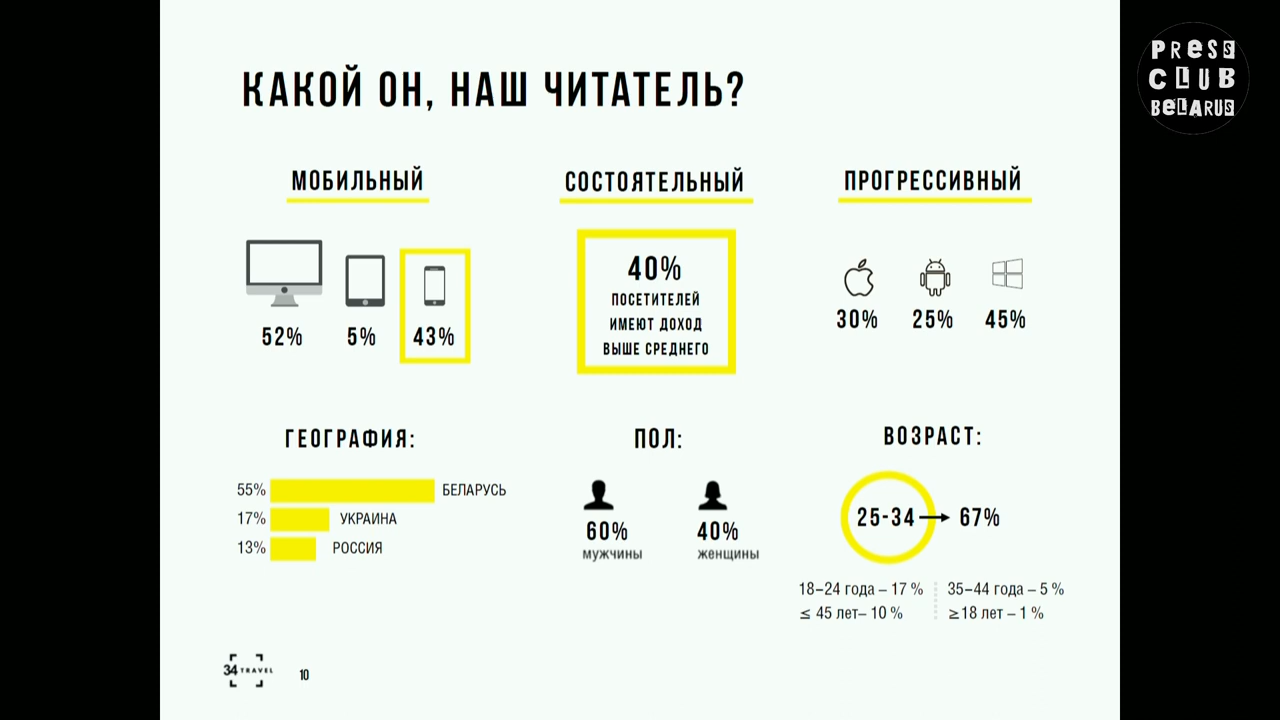 КАКОЙ ОН, НАШ ЧИТАТЕЛЬ?
PRESS
CLUB
BELARUS
МОБИЛЬНЫЙ
52%
5%
43%
СОСТОЯТЕЛЬНЫЙ
40%
ПОСЕТИТЕЛЕЙ
ИМЕЮТ ДОХОД
ВЫШЕ СРЕДНЕГО
ПРОГРЕССИВНЫЙ
30%
25%
45%
ГЕОГРАФИЯ:
55% БЕЛАРУСЬ
17% УКРАИНА
13% РОССИЯ
ПОЛ:
60%
мужчины
40%
женщины
ВОЗРАСТ:
25-34 67%
18–24 года – 17 %
≤ 45 лет– 10 %
35–44 года – 5 %
≥18 лет – 1 %
34TRAVEL
10